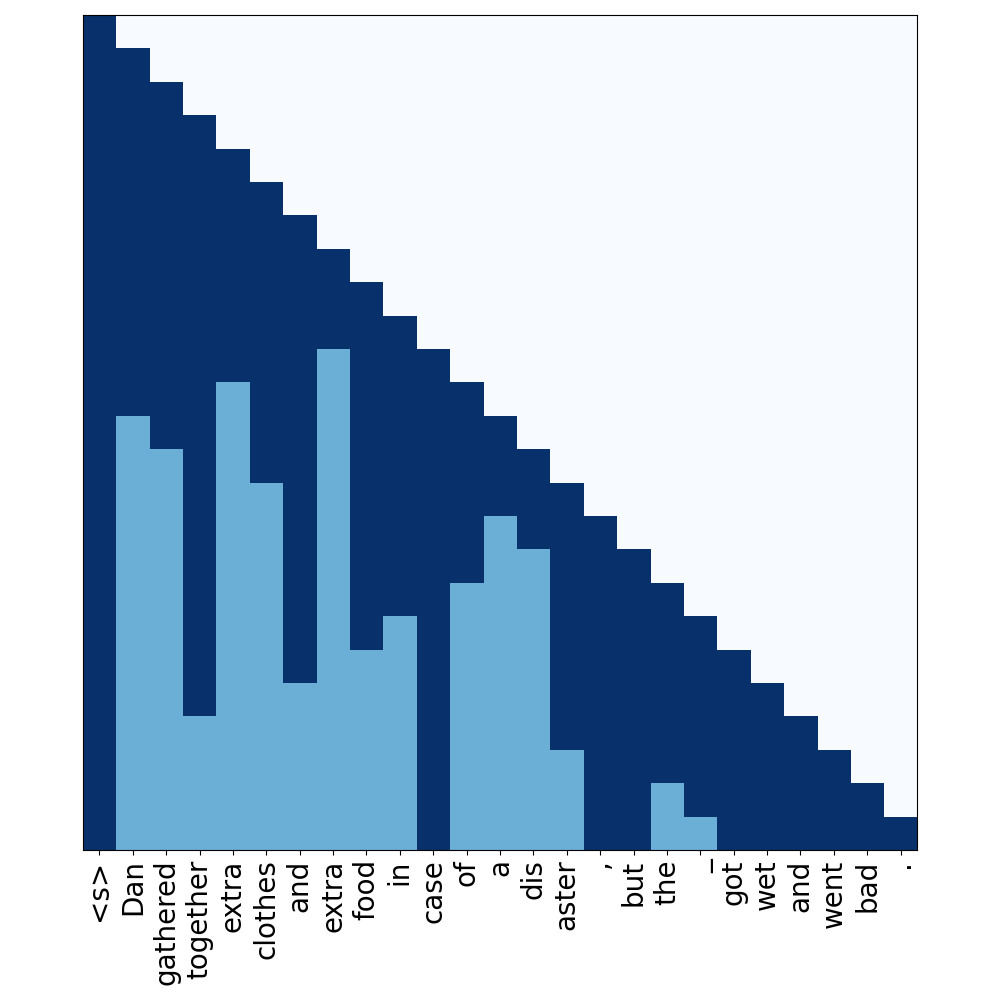 <s> Dan gathered together extra clothes and extra food in case of a dis aster , but the _ got wet and went bad .